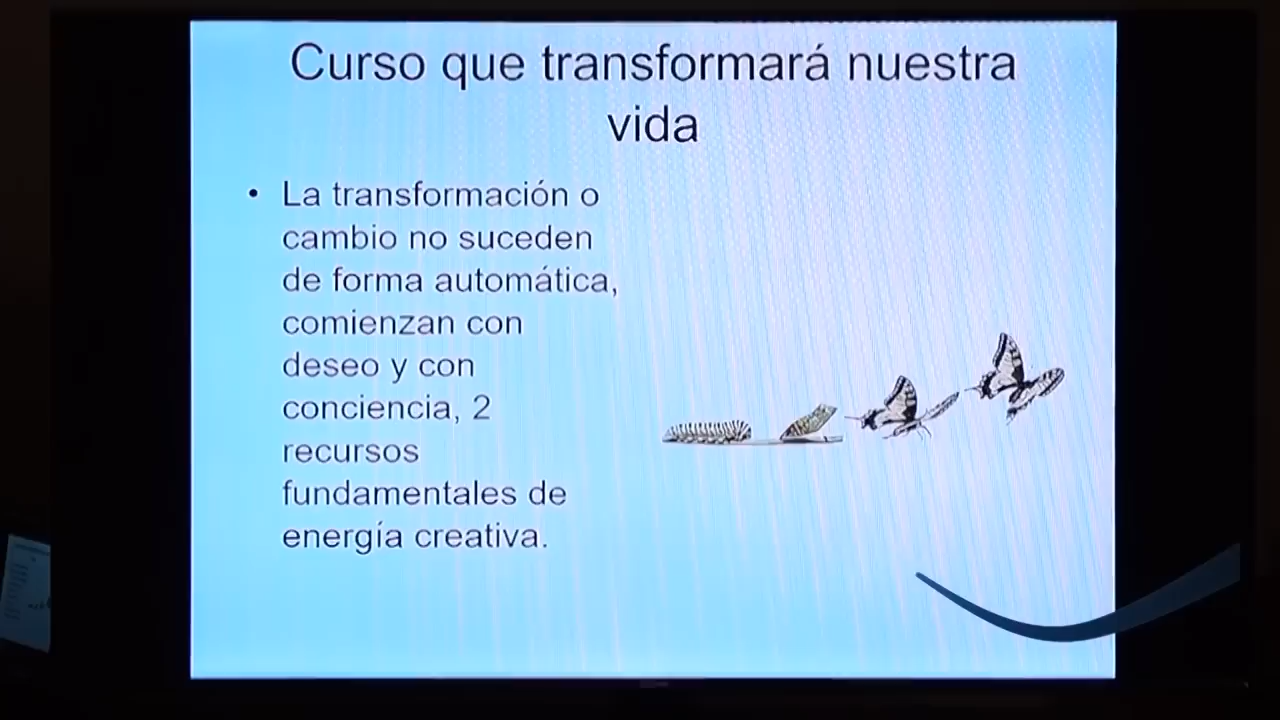 Curso que transformará nuestra
vida
• La transformación o
cambio no suceden
de forma automática,
comienzan con
deseo y con
conciencia, 2
recursos
fundamentales de
energía creativa.